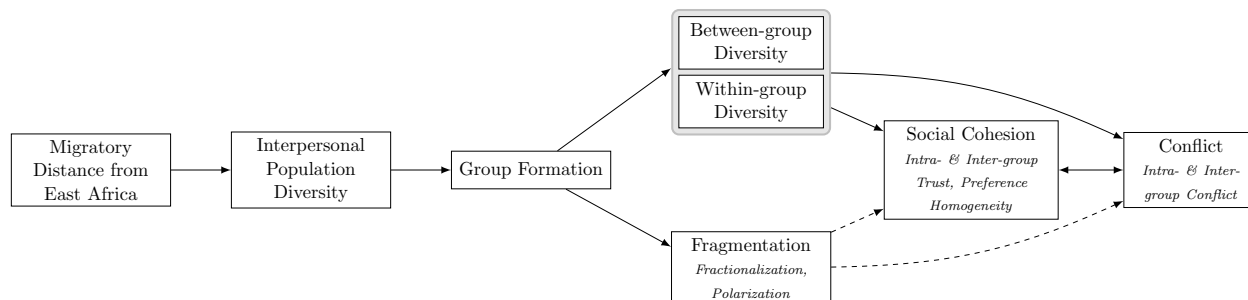 Migratory
Distance from
East Africa
Interpersonal
Population
Diversity
Group Formation
Between-group
Diversity
Within-group
Diversity
Fragmentation
Fractionalization,
Polarization
Social Cohesion
Intra- & Inter-group
Trust, Preference
Homogeneity
Conflict
Intra- & Inter-
group Conflict